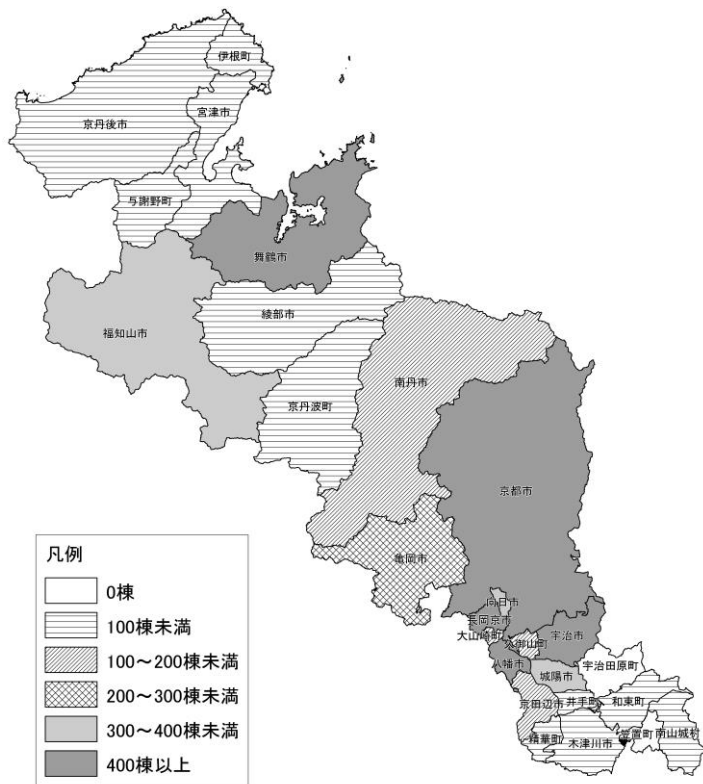 伊根町
京丹後市
宮津市
与謝野町
舞鶴市
綾部市
福知山市
南丹市
京丹波町
京都市
亀岡市
向日市
長岡京市
大山崎町
久御山町
宇治市
八幡市
宇治田原町
城陽市
京田辺市
井手町
和束町
精華町
木津川市
笠置町
南山城村
凡例
0棟
100棟未満
100～200棟未満
200～300棟未満
300～400棟未満
400棟以上